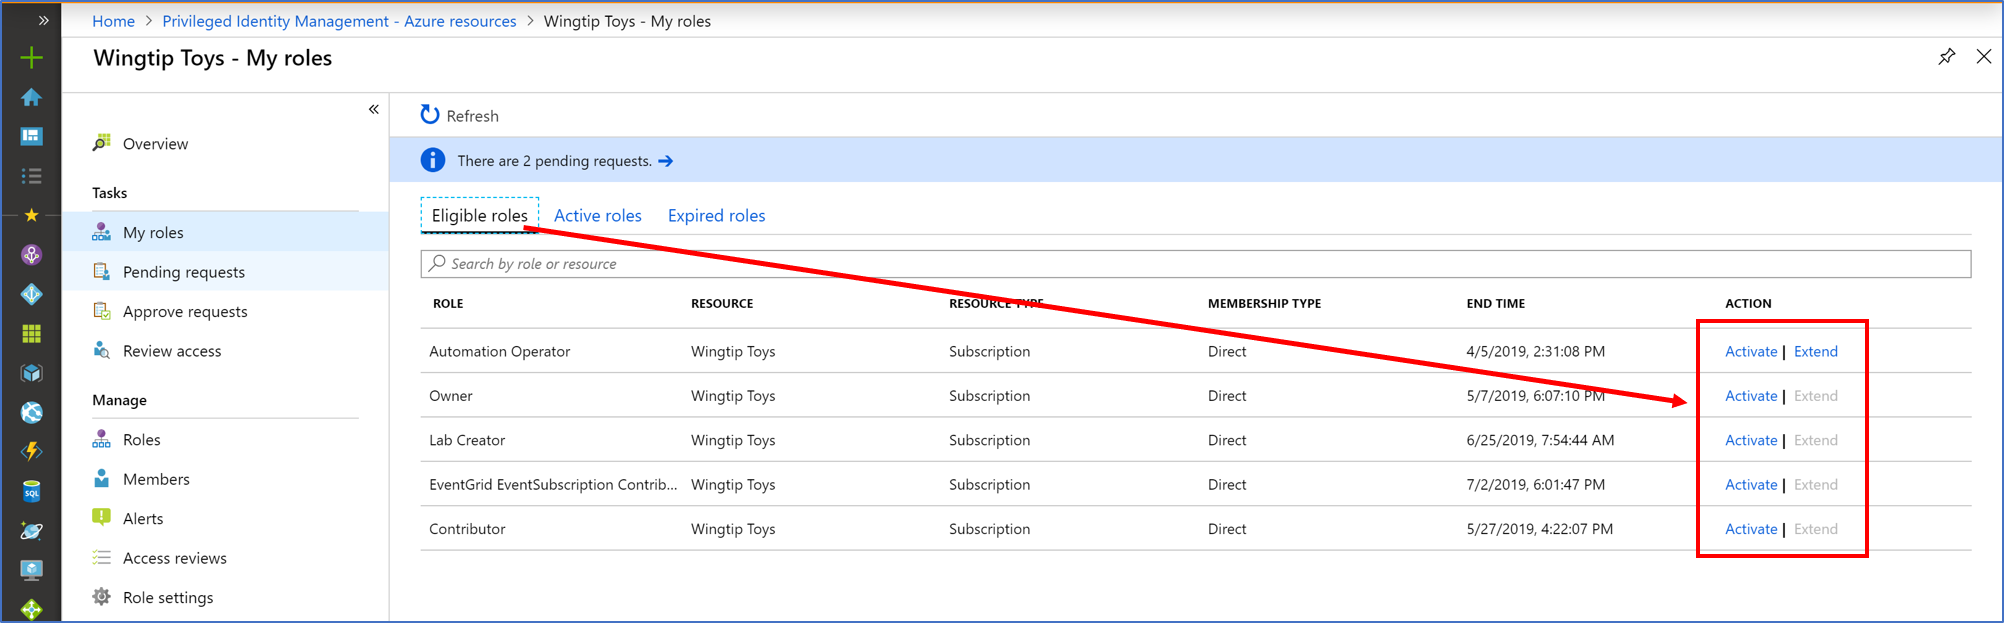 Home > Privileged Identity Management - Azure resources > Wingtip Toys - My roles
Wingtip Toys - My roles
Overview
Tasks
My roles
Pending requests
Approve requests
Review access
Manage
Roles
Members
Alerts
Access reviews
Role settings
Refresh
There are 2 pending requests. →
Eligible roles Active roles Expired roles
Search by role or resource
ROLE RESOURCE RESOURCE TYPE MEMBERSHIP TYPE END TIME ACTION
Automation Operator Wingtip Toys Subscription Direct 4/5/2019, 2:31:08 PM Activate | Extend
Owner Wingtip Toys Subscription Direct 5/7/2019, 6:07:10 PM Activate | Extend
Lab Creator Wingtip Toys Subscription Direct 6/25/2019, 7:54:44 AM Activate | Extend
EventGrid EventSubscription Contrib... Wingtip Toys Subscription Direct 7/2/2019, 6:01:47 PM Activate | Extend
Contributor Wingtip Toys Subscription Direct 5/27/2019, 4:22:07 PM Activate | Extend
SQL